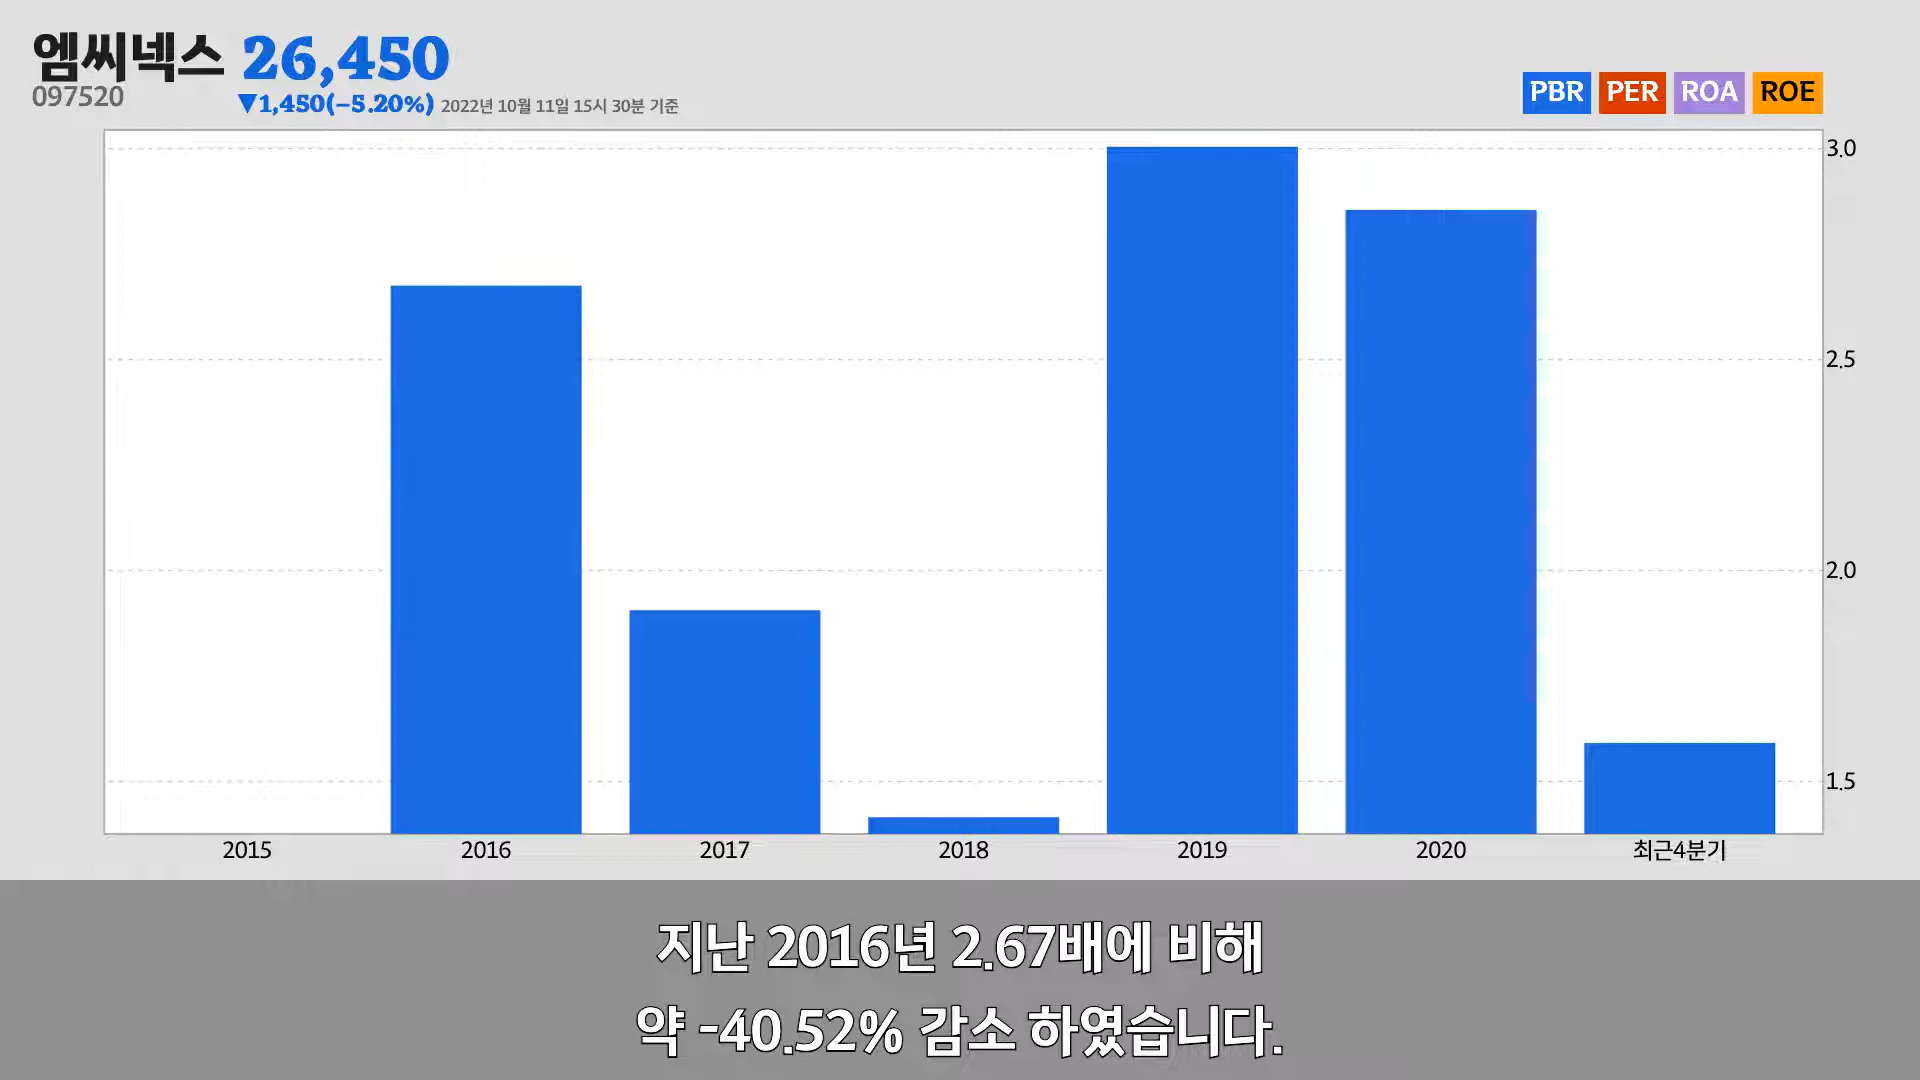 엠씨넥스 26,450
097520
▼1,450(−5.20%) 2022년 10월 11일 15시 30분 기준
PBR PER ROA ROE
3.0
2.5
2.0
1.5
2015 2016 2017 2018 2019 2020 최근4분기
지난 2016년 2.67배에 비해
약 -40.52% 감소 하였습니다.